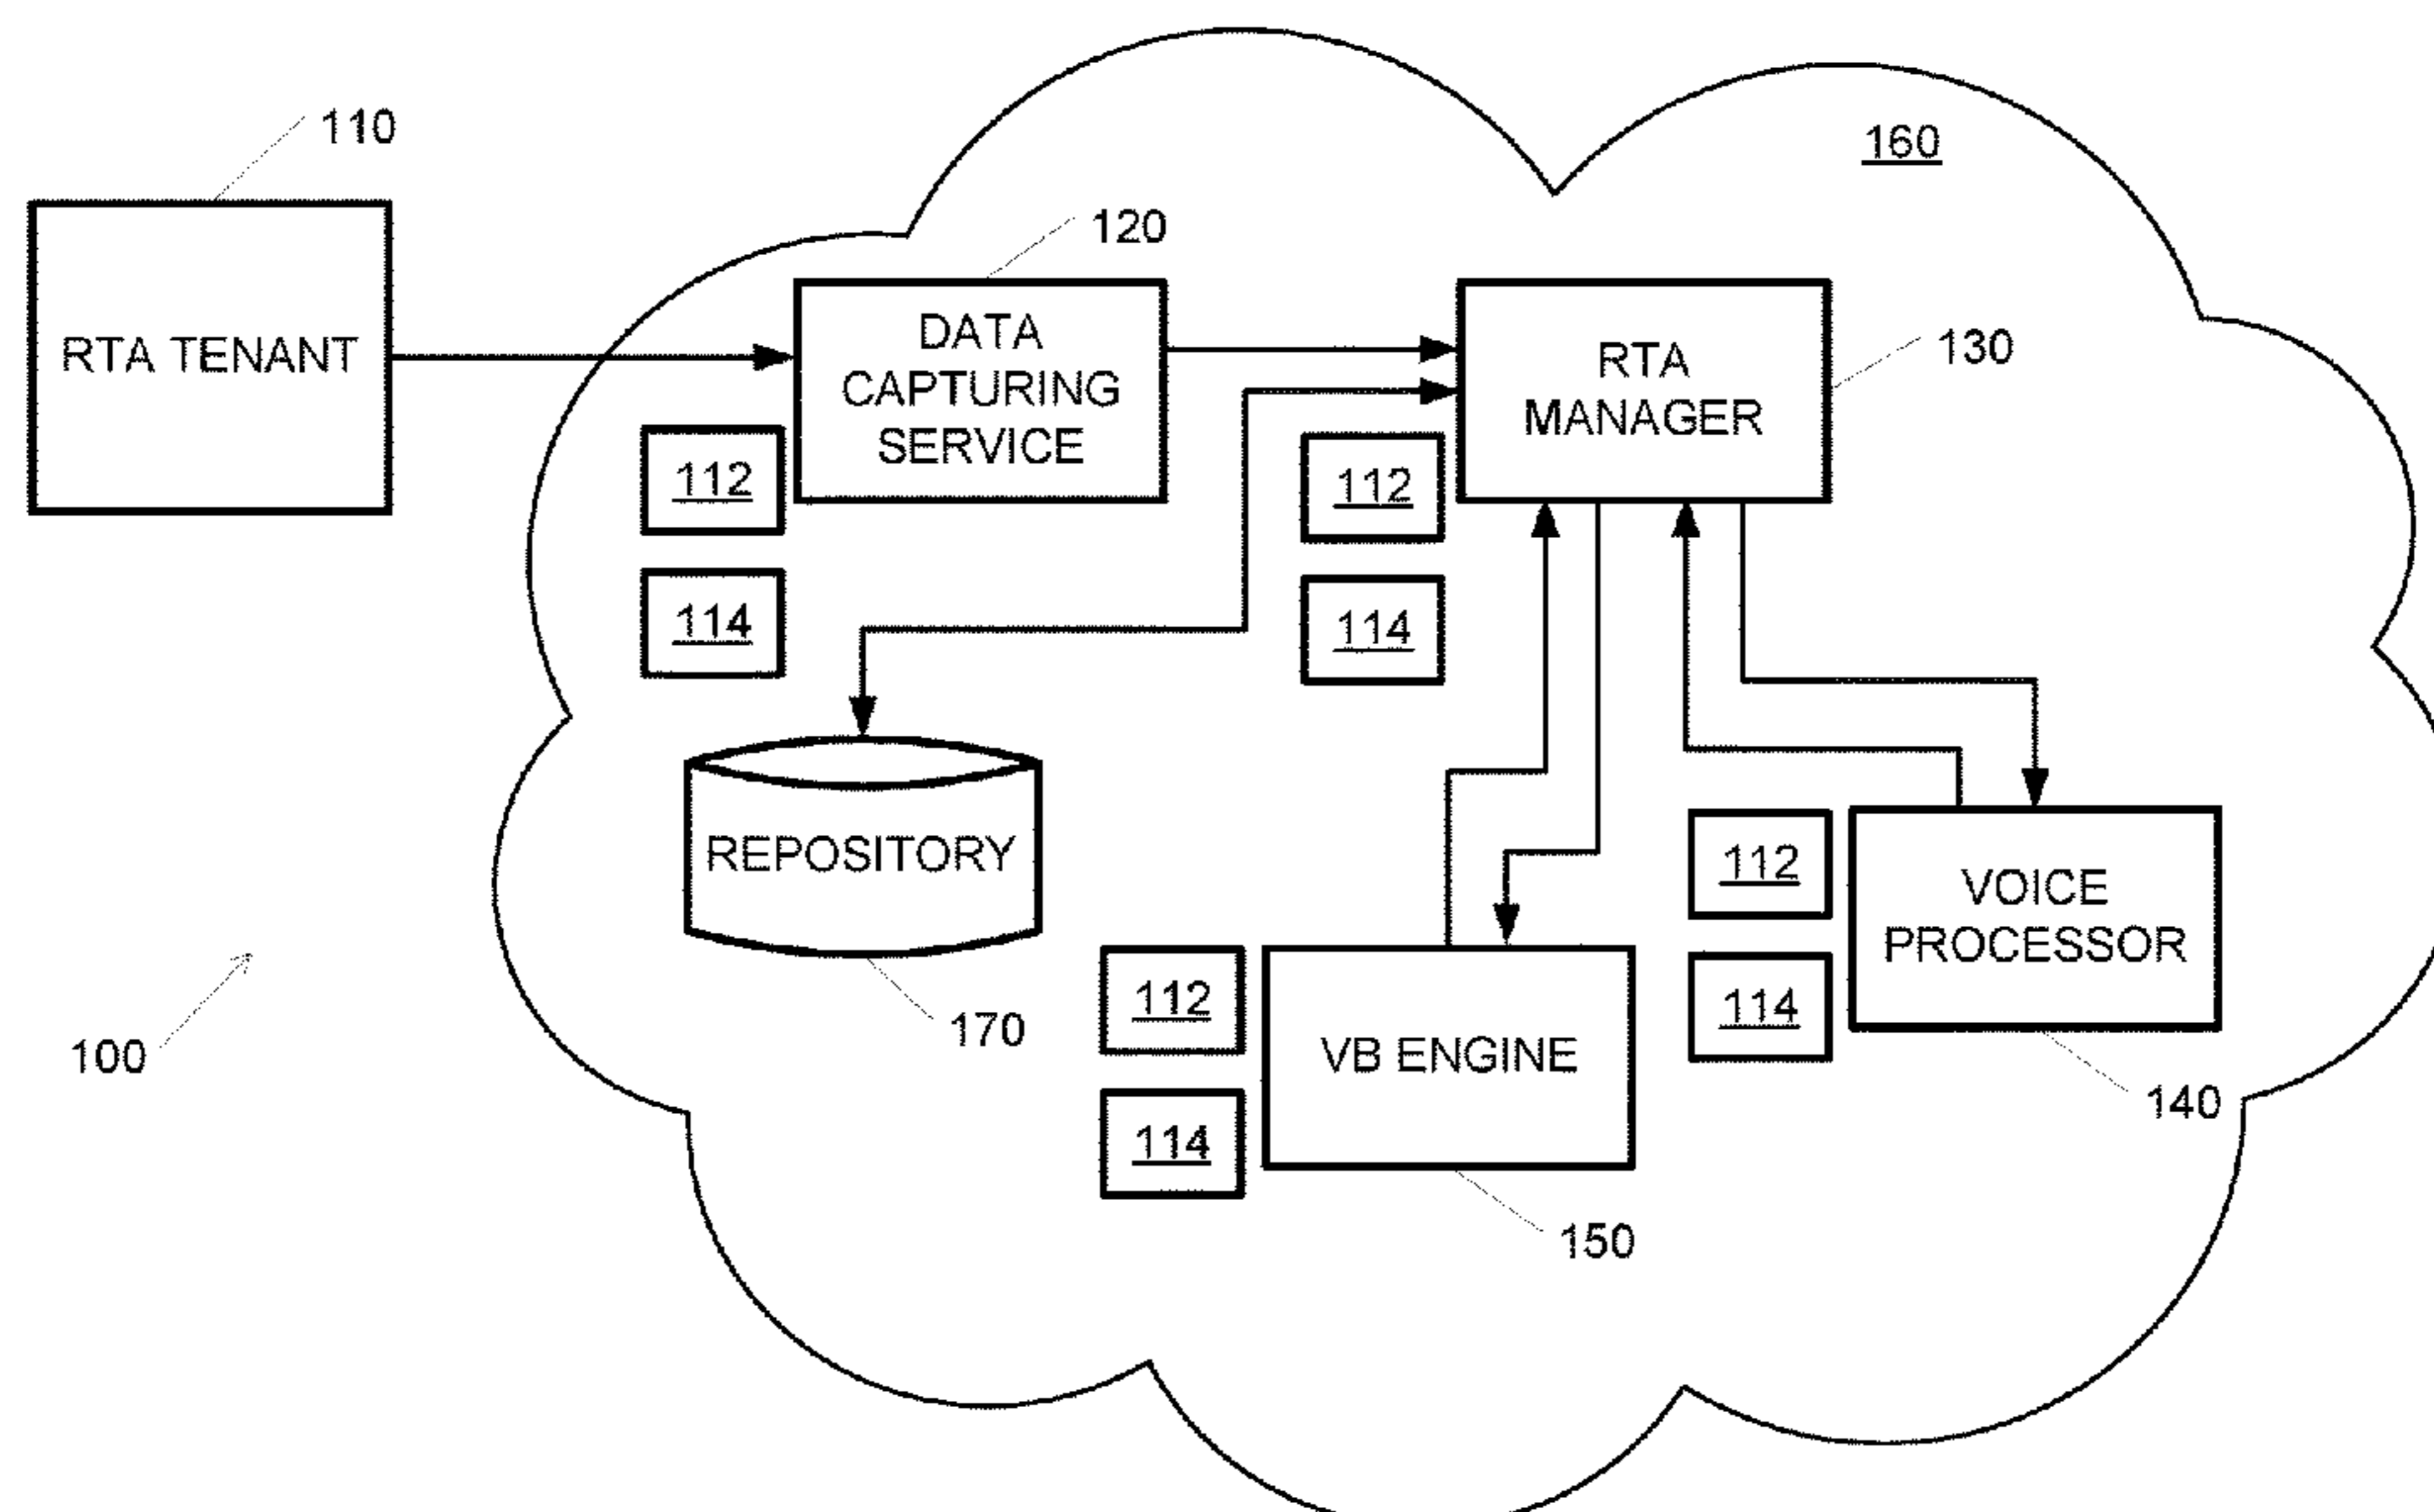 110
160
120
RTA TENANT
DATA
CAPTURING
SERVICE
RTA
MANAGER
130
112
112
114
114
REPOSITORY
112
VOICE
PROCESSOR
112
114
170
100
VB ENGINE
140
114
150